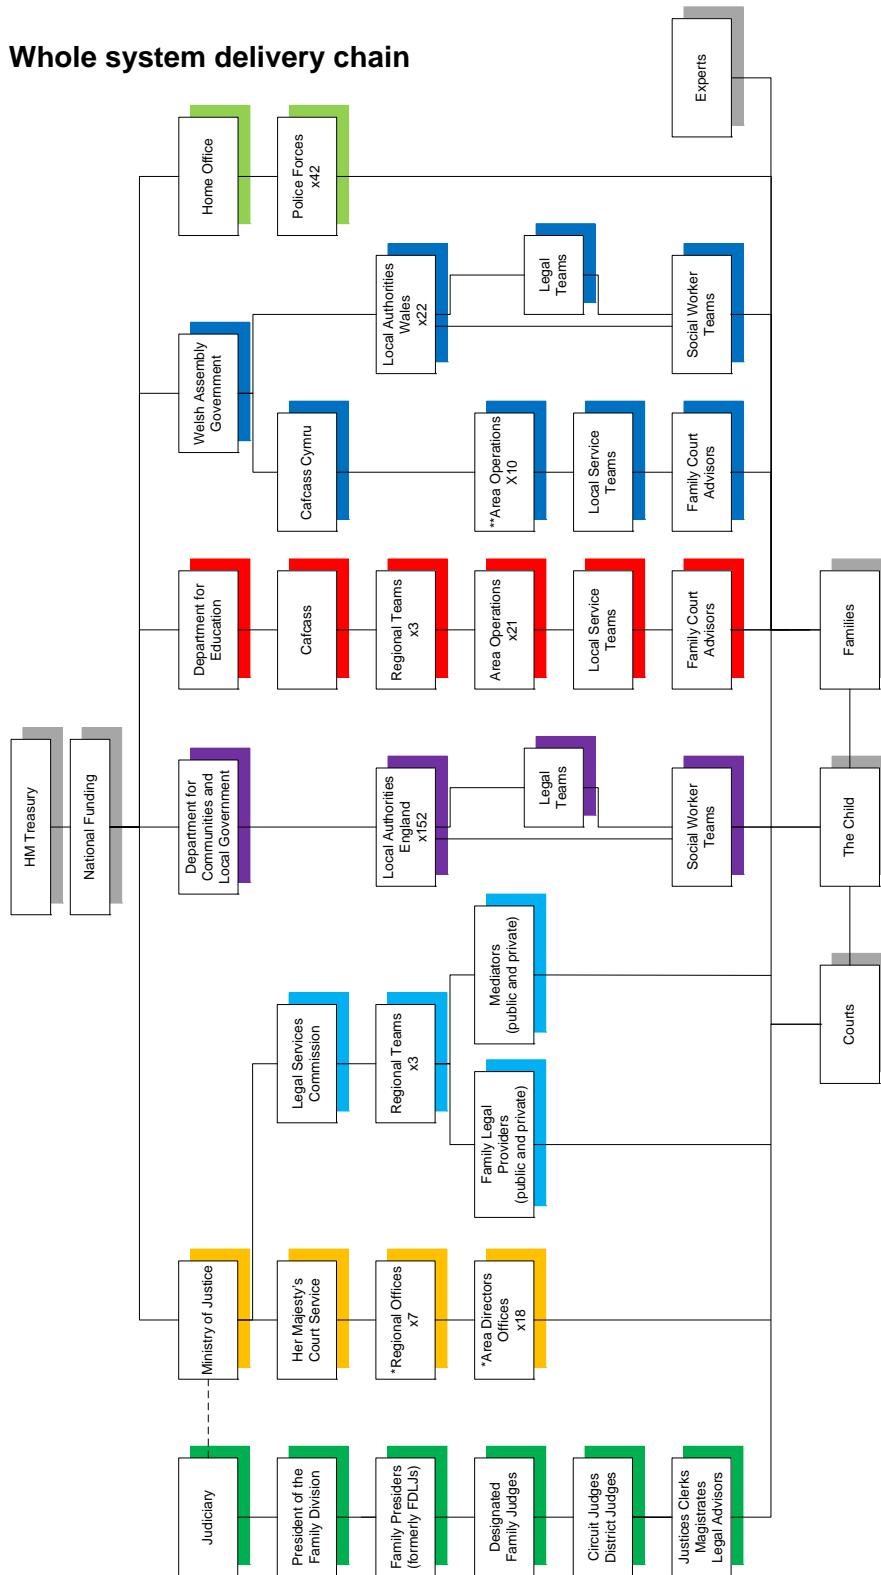 Whole system delivery chain
HM Treasury
National Funding
Judiciary
President of the
Family Division
Family Presiders
(formerly FDLJs)
Designated
Family Judges
Circuit Judges
District Judges
Justices Clerks
Magistrates
Legal Advisors
Ministry of Justice
Her Majesty's
Court Service
*Regional Offices
x7
*Area Directors
Offices
x18
Legal Services
Commission
Regional Teams
x3
Family Legal
Providers
(public and private)
Mediators
(public and private)
Department for
Communities and
Local Government
Local Authorities
England
x152
Legal
Teams
Social Worker
Teams
Department for
Education
Cafcass
Regional Teams
x3
Area Operations
x21
Local Service
Teams
Family Court
Advisors
Welsh Assembly
Government
Cafcass Cymru
**Area Operations
X10
Local Service
Teams
Family Court
Advisors
Local Authorities
Wales
x22
Legal
Teams
Social Worker
Teams
Home Office
Police Forces
x42
Experts
Courts
The Child
Families